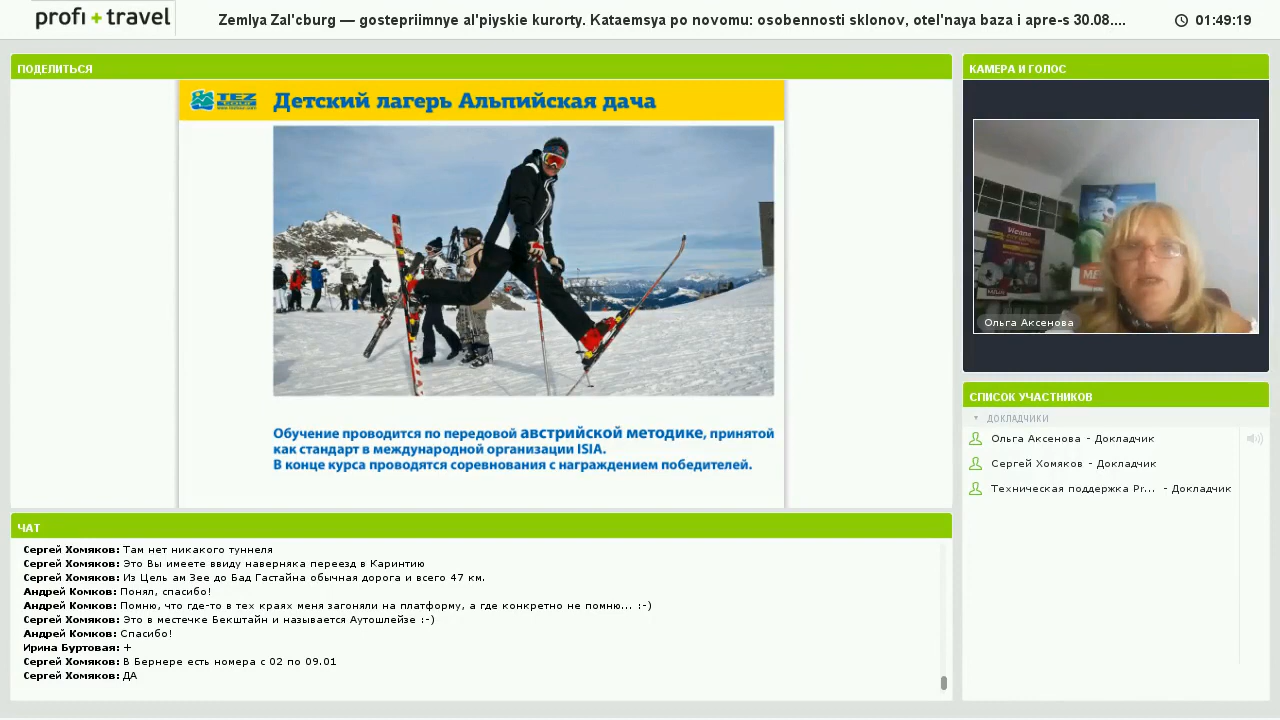 profi + travel
Zemlya Zal'cburg — gostepriimnye al'piyskie kurorty. Kataemsya po novomu: osobennosti sklonov, otel'naya baza i apre-s 30.08....
01:49:19
ПОДЕЛИТЬСЯ
TEZ
TOUR
Детский лагерь Альпийская дача
Обучение проводится по передовой австрийской методике, принятой
как стандарт в международной организации ISIA.
В конце курса проводятся соревнования с награждением победителей.
ЧАТ
Сергей Хомяков: Там нет никакого туннеля
Сергей Хомяков: Это Вы имеете ввиду наверняка переезд в Каринтию
Сергей Хомяков: Из Цель ам Зее до Бад Гастайна обычная дорога и всего 47 км.
Андрей Комков: Понял, спасибо!
Андрей Комков: Помню, что где-то в тех краях меня загоняли на платформу, а где конкретно не помню... :-)
Сергей Хомяков: Это в местечке Бекштайн и называется Аутошлейзе :-)
Андрей Комков: Спасибо!
Ирина Буртовая: +
Сергей Хомяков: В Бернере есть номера с 02 по 09.01
Сергей Хомяков: ДА
КАМЕРА И ГОЛОС
Ольга Аксенова
СПИСОК УЧАСТНИКОВ
ДОКЛАДЧИКИ
Ольга Аксенова - Докладчик
Сергей Хомяков - Докладчик
Техническая поддержка Pr... - Докладчик